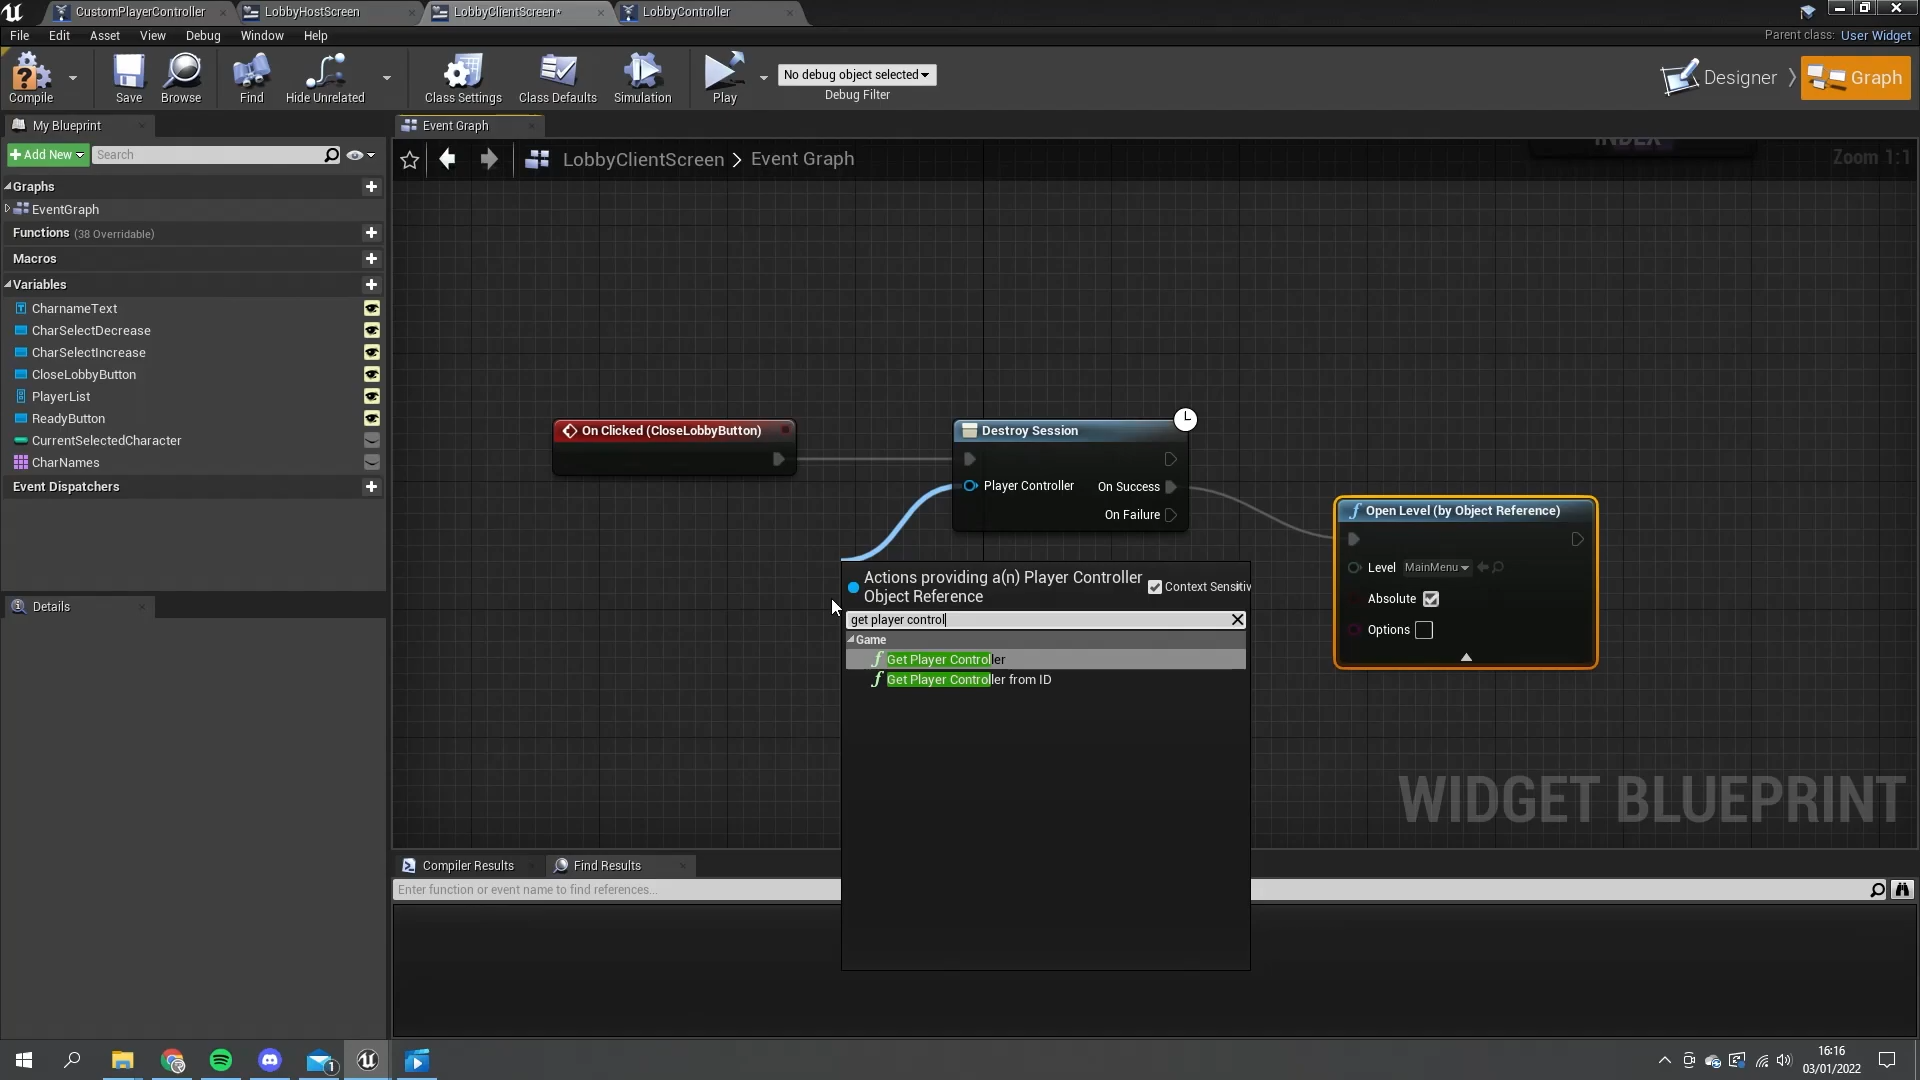 CustomPlayerController
LobbyHostScreen
LobbyClientScreen*
LobbyController
File Edit Asset View Debug Window Help
Parent class: User Widget
Compile
Save
Browse
Find
Hide Unrelated
Class Settings
Class Defaults
Simulation
Play
No debug object selected
Debug Filter
Designer
Graph
My Blueprint
Event Graph
Add New
Search
LobbyClientScreen > Event Graph
INDEX
Zoom 1:1
Graphs
EventGraph
Functions (38 Overridable)
Macros
Variables
CharnameText
CharSelectDecrease
CharSelectIncrease
CloseLobbyButton
PlayerList
ReadyButton
CurrentSelectedCharacter
CharNames
Event Dispatchers
Details
On Clicked (CloseLobbyButton)
Destroy Session
Player Controller
On Success
On Failure
Open Level (by Object Reference)
Level MainMenu
Absolute
Options
Actions providing a(n) Player Controller
Object Reference
Context Sensitiv
get player control
Game
Get Player Controller
Get Player Controller from ID
WIDGET BLUEPRINT
Compiler Results
Find Results
Enter function or event name to find references...
1
16:16
03/01/2022